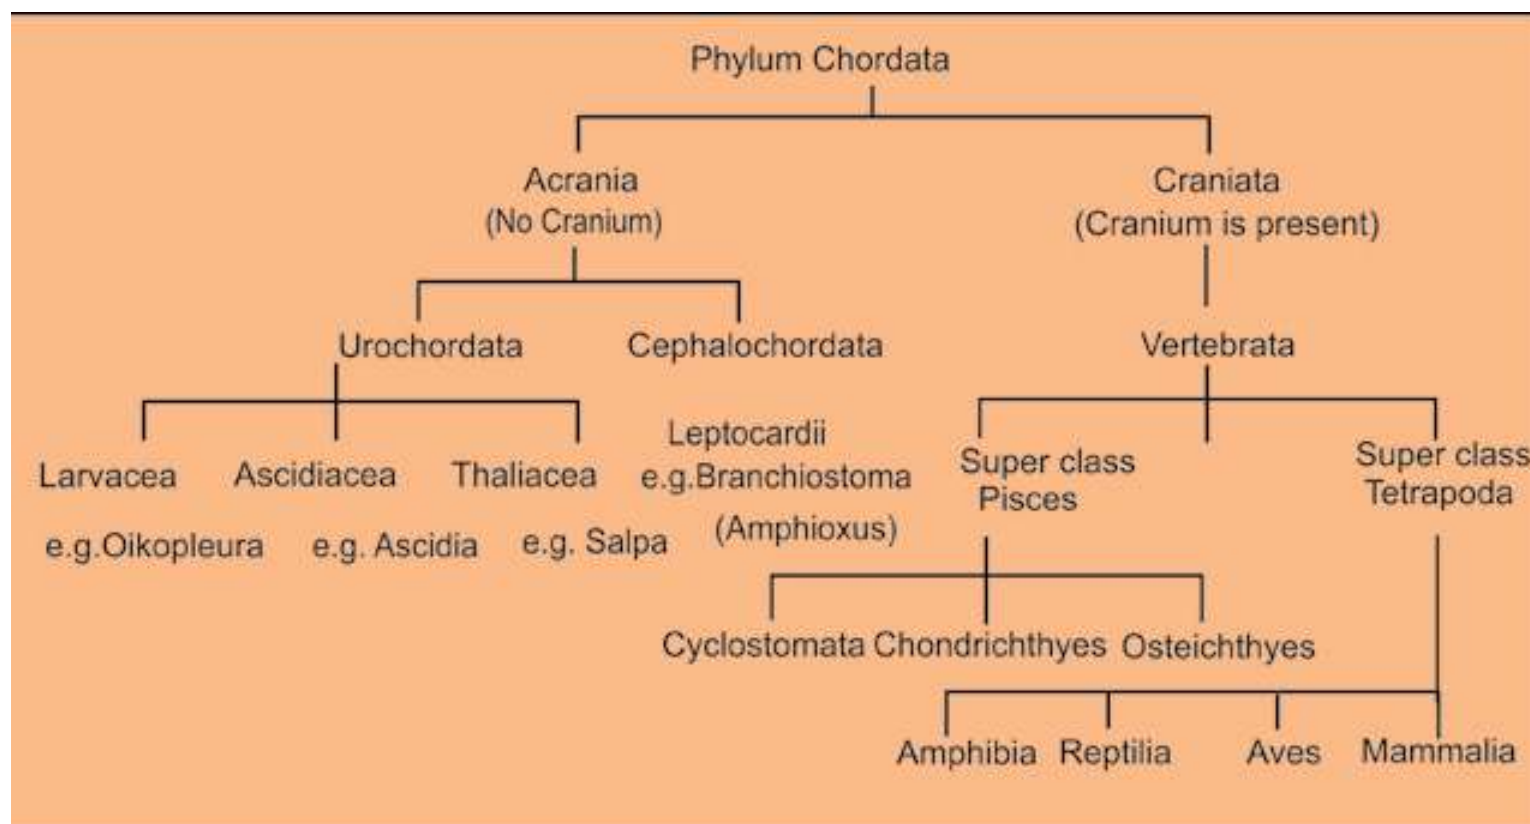 Phylum Chordata
Acrania
(No Cranium)
Craniata
(Cranium is present)
Urochordata
Cephalochordata
Vertebrata
Larvacea
e.g.Oikopleura
Ascidiacea
e.g. Ascidia
Thaliacea
e.g. Salpa
Leptocardii
e.g.Branchiostoma
(Amphioxus)
Super class
Pisces
Super class
Tetrapoda
Cyclostomata
Chondrichthyes
Osteichthyes
Amphibia
Reptilia
Aves
Mammalia